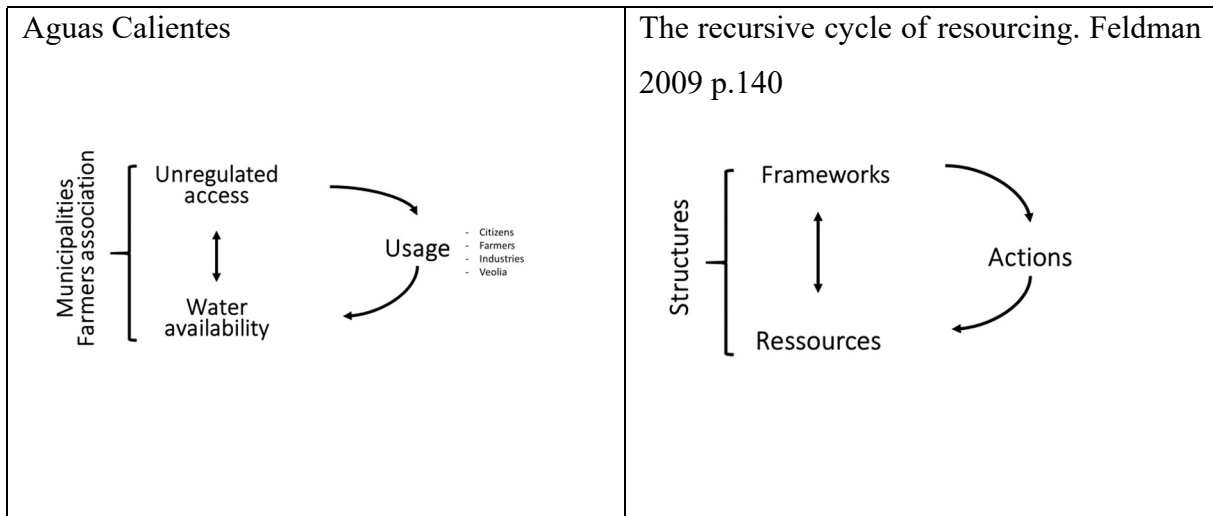 Aguas Calientes
Municipalities
Farmers association
Unregulated
access
Water
availability
Usage
- Citizens
- Farmers
- Industries
- Veolia
The recursive cycle of resourcing. Feldman
2009 p.140
Structures
Frameworks
Ressources
Actions